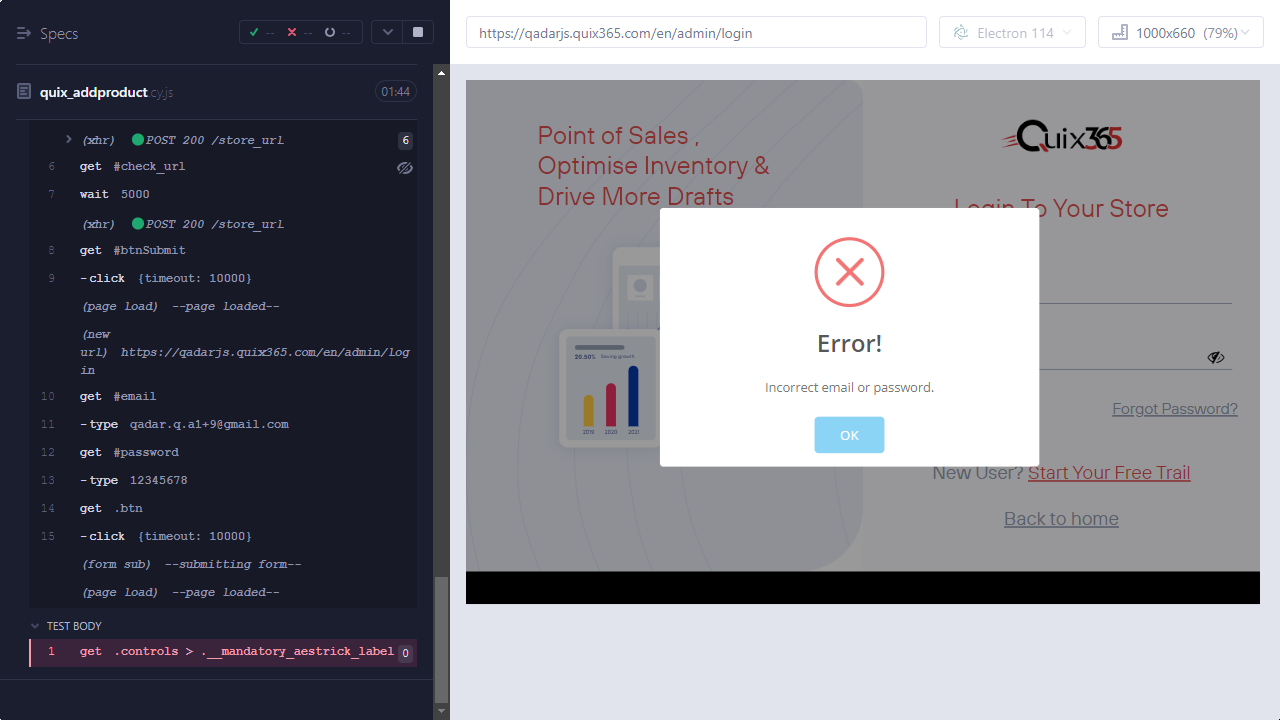 Specs
--
--
--
quix_addproduct.cy.js
01:44
(xhr) POST 200 /store_url 6
6 get #check_url
7 wait 5000
(xhr) POST 200 /store_url
8 get #btnSubmit
9 -click {timeout: 10000}
(page load) --page loaded--
(new
url) https://qadarjs.quix365.com/en/admin/log
in
10 get #email
11 -type qadar.q.a1+9@gmail.com
12 get #password
13 -type 12345678
14 get .btn
15 -click {timeout: 10000}
(form sub) --submitting form--
(page load) --page loaded--
TEST BODY
1 get .controls > .__mandatory_aestrick_label 0
https://qadarjs.quix365.com/en/admin/login
Electron 114
1000x660 (79%)
Point of Sales ,
Optimise Inventory &
Drive More Drafts
20.50% Saving growth
2019 2020 2021
Quix365
Login To Your Store
Error!
Incorrect email or password.
OK
Forgot Password?
New User? Start Your Free Trail
Back to home